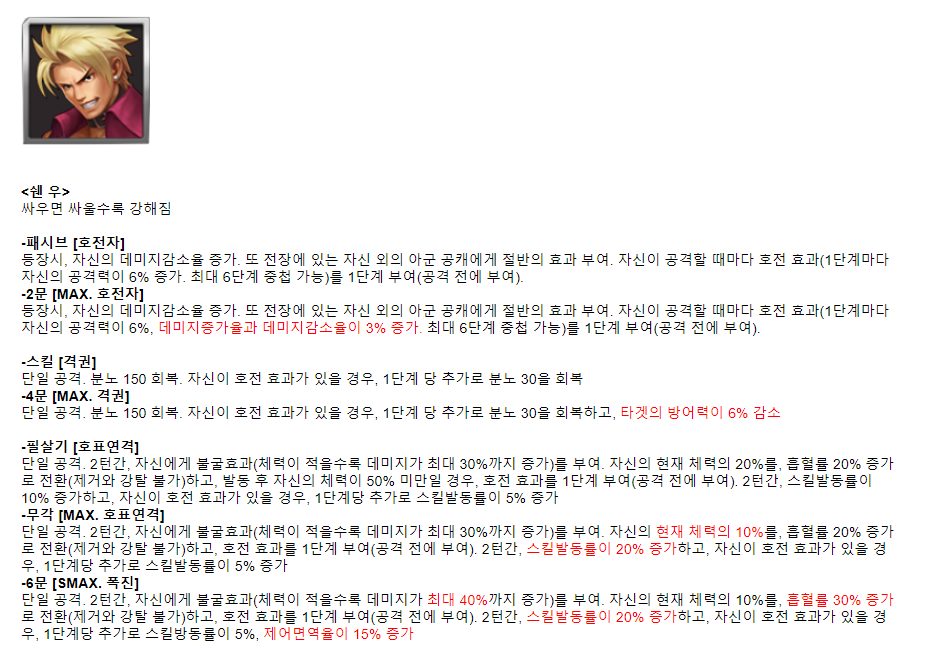 <쉔 우>
싸우면 싸울수록 강해짐
-패시브 [호전자]
등장시, 자신의 데미지감소율 증가. 또 전장에 있는 자신 외의 아군 공캐에게 절반의 효과 부여. 자신이 공격할 때마다 호전 효과(1단계마다
자신의 공격력이 6% 증가. 최대 6단계 중첩 가능)를 1단계 부여(공격 전에 부여).
-2문 [MAX. 호전자]
등장시, 자신의 데미지감소율 증가. 또 전장에 있는 자신 외의 아군 공캐에게 절반의 효과 부여. 자신이 공격할 때마다 호전 효과(1단계마다
자신의 공격력이 6%, 데미지증가율과 데미지감소율이 3% 증가. 최대 6단계 중첩 가능)를 1단계 부여(공격 전에 부여).
-스킬 [격권]
단일 공격. 분노 150 회복. 자신이 호전 효과가 있을 경우, 1단계 당 추가로 분노 30을 회복
-4문 [MAX. 격권]
단일 공격. 분노 150 회복. 자신이 호전 효과가 있을 경우, 1단계 당 추가로 분노 30을 회복하고, 타겟의 방어력이 6% 감소
-필살기 [호표연격]
단일 공격. 2턴간, 자신에게 불굴효과(체력이 적을수록 데미지가 최대 30%까지 증가)를 부여. 자신의 현재 체력의 20%를, 흡혈률 20% 증가
로 전환(제거와 강탈 불가)하고, 발동 후 자신의 체력이 50% 미만일 경우, 호전 효과를 1단계 부여(공격 전에 부여). 2턴간, 스킬발동률이
10% 증가하고, 자신이 호전 효과가 있을 경우, 1단계당 추가로 스킬발동률이 5% 증가
-무각 [MAX. 호표연격]
단일 공격. 2턴간, 자신에게 불굴효과(체력이 적을수록 데미지가 최대 30%까지 증가)를 부여. 자신의 현재 체력의 10%를, 흡혈률 20% 증가
로 전환(제거와 강탈 불가)하고, 호전 효과를 1단계 부여(공격 전에 부여). 2턴간, 스킬발동률이 20% 증가하고, 자신이 호전 효과가 있을 경
우, 1단계당 추가로 스킬발동률이 5% 증가
-6문 [SMAX. 폭진]
단일 공격. 2턴간, 자신에게 불굴효과(체력이 적을수록 데미지가 최대 40%까지 증가)를 부여. 자신의 현재 체력의 10%를, 흡혈률 30% 증가
로 전환(제거와 강탈 불가)하고, 호전 효과를 1단계 부여(공격 전에 부여). 2턴간, 스킬발동률이 20% 증가하고, 자신이 호전 효과가 있을 경
우, 1단계당 추가로 스킬방동률이 5%, 제어면역율이 15% 증가